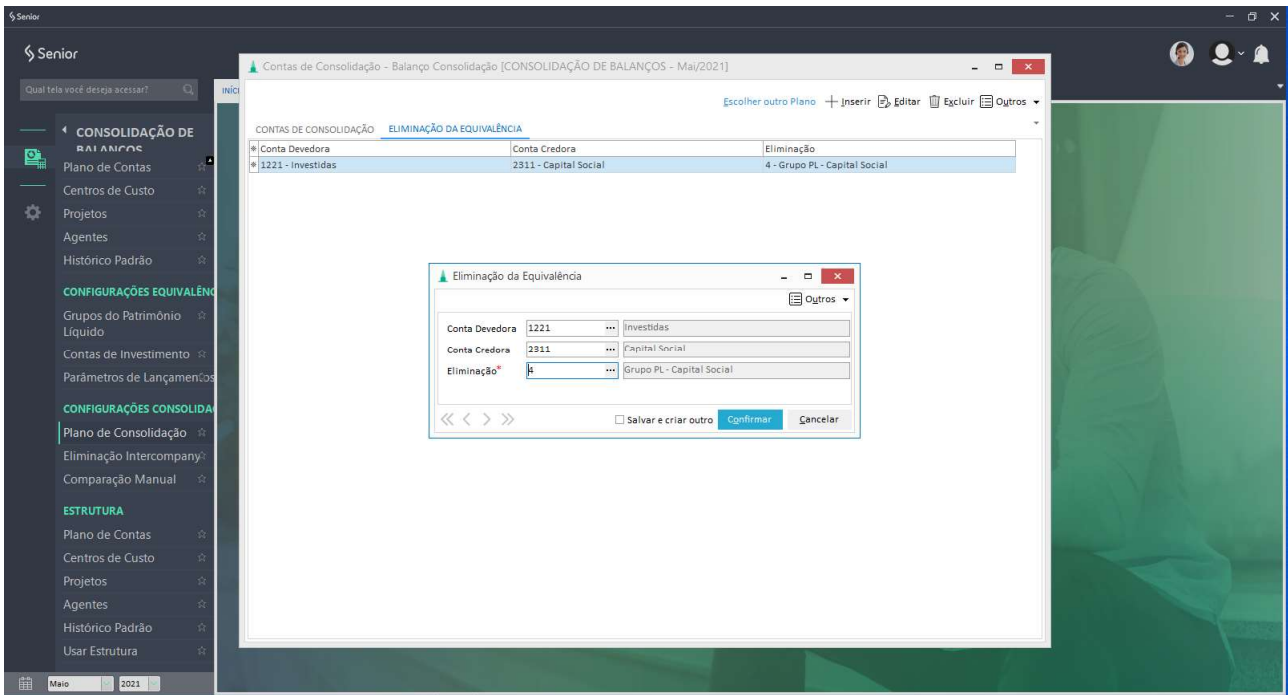 Senior
Senior
Qual tela você deseja acessar?
INÍCI
CONSOLIDAÇÃO DE
BALANÇOS
Plano de Contas
Centros de Custo
Projetos
Agentes
Histórico Padrão
CONFIGURAÇÕES EQUIVALÊNC
Grupos do Patrimônio
Líquido
Contas de Investimento
Parâmetros de Lançamentos
CONFIGURAÇÕES CONSOLIDA
Plano de Consolidação
Eliminação Intercompany
Comparação Manual
ESTRUTURA
Plano de Contas
Centros de Custo
Projetos
Agentes
Histórico Padrão
Usar Estrutura
Maio 2021
Contas de Consolidação - Balanço Consolidação [CONSOLIDAÇÃO DE BALANÇOS - Mai/2021]
Escolher outro Plano Inserir Editar Excluir Outros
CONTAS DE CONSOLIDAÇÃO ELIMINAÇÃO DA EQUIVALÊNCIA
Conta Devedora Conta Credora Eliminação
1221 - Investidas 2311 - Capital Social 4 - Grupo PL - Capital Social
Eliminação da Equivalência
Outros
Conta Devedora 1221 ... Investidas
Conta Credora 2311 ... Capital Social
Eliminação* 4 ... Grupo PL - Capital Social
Salvar e criar outro Confirmar Cancelar